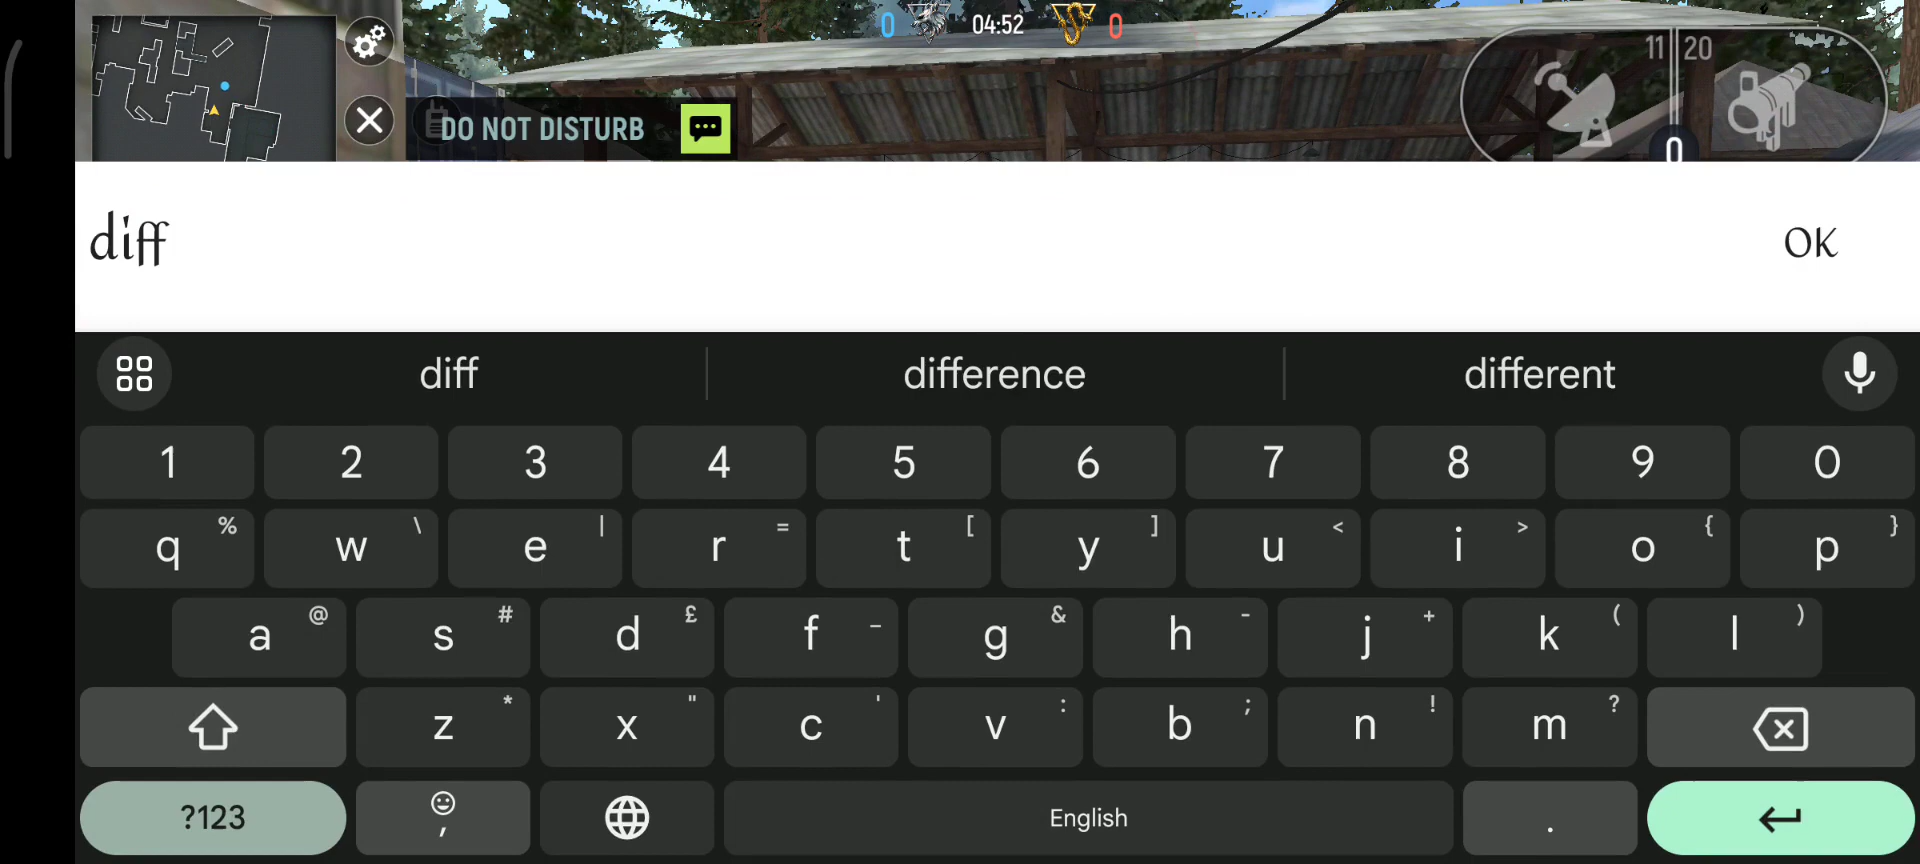 0 04:52 0
11 20
DO NOT DISTURB
0
diff OK
diff difference different
1 2 3 4 5 6 7 8 9 0
q % w \ e | r = t [ y ] u < i > o { p }
a @ s # d £ f _ g & h - j + k ( l )
z * x " c ' v : b ; n ! m ?
?123 , English .